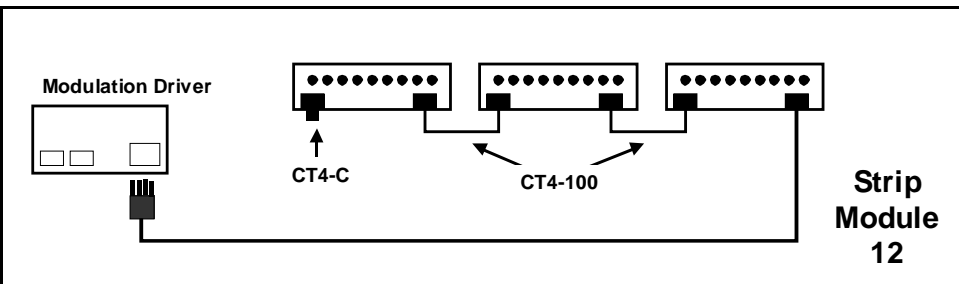 Modulation Driver
CT4-C
CT4-100
Strip
Module
12